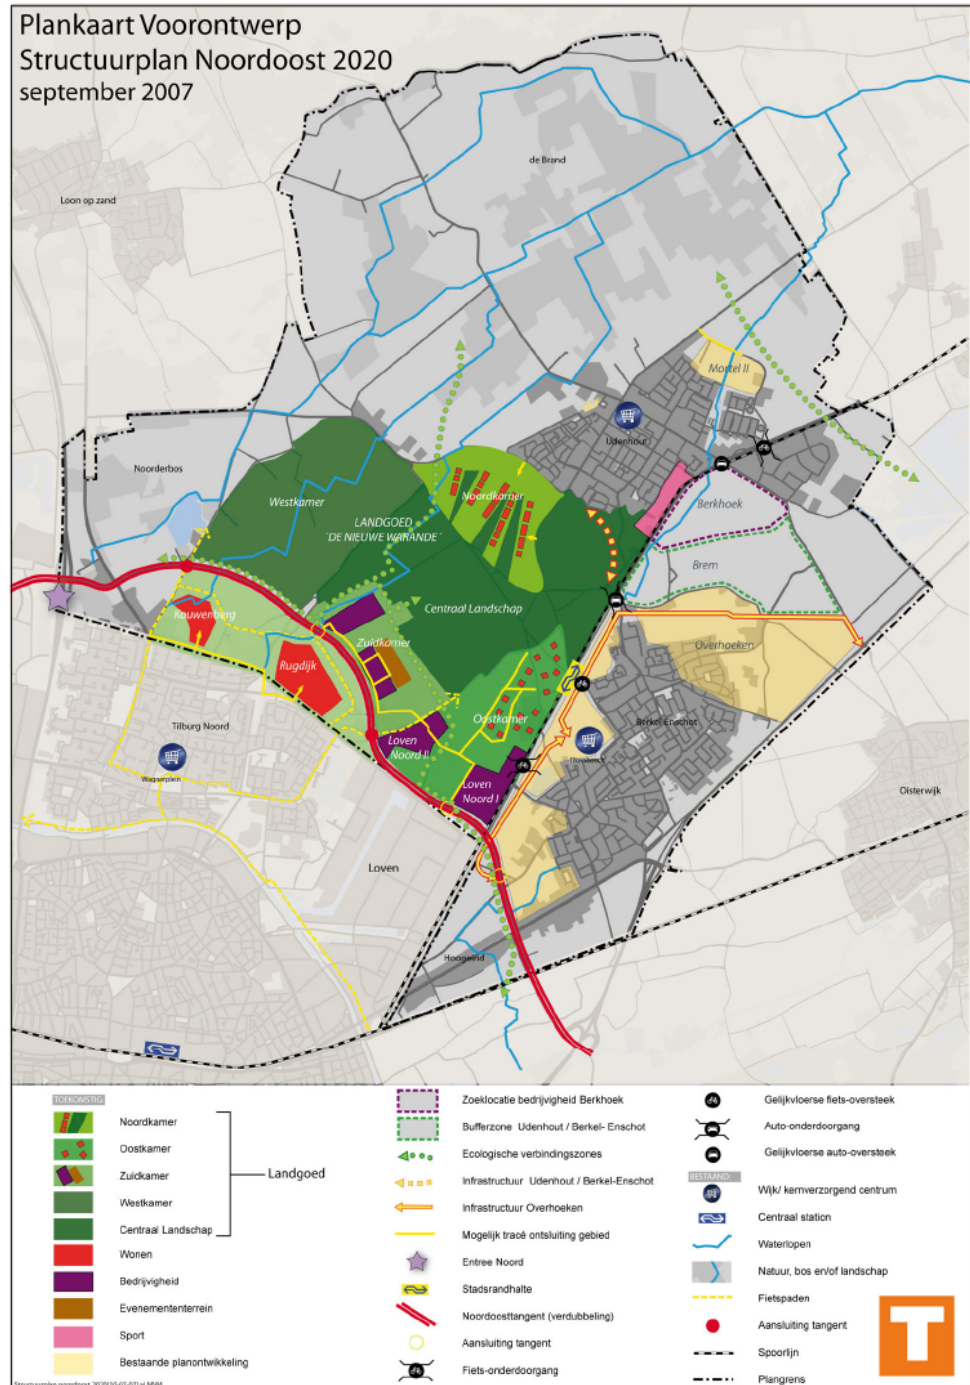 Plankaart Voorontwerp
Structuurplan Noordoost 2020
september 2007
de Brand
Loon op zand
Mortel II
Udenhout
Noorderbos
Westkamer
Noordkamer
Berkhoek
LANDGOED
'DE NIEUWE WARANDE'
Brem
Centraal Landschap
Kouwenberg
Zuidkamer
Overhoeken
Rugdijk
Oostkamer
Tilburg Noord
Berkel Enschot
Loven
Noord II
Wagnerplein
Loven
Noord I
Oisterwijk
Loven
Hoogeind
TOEKOMSTIG
Noordkamer
Oostkamer
Zuidkamer
Westkamer
Centraal Landschap
Landgoed
Wonen
Bedrijvigheid
Evenemententerrein
Sport
Bestaande planontwikkeling
Zoeklocatie bedrijvigheid Berkhoek
Bufferzone Udenhout / Berkel- Enschot
Ecologische verbindingszones
Infrastructuur Udenhout / Berkel-Enschot
Infrastructuur Overhoeken
Mogelijk tracé ontsluiting gebied
Entree Noord
Stadsrandhalte
Noordoosttangent (verdubbeling)
Aansluiting tangent
Fiets-onderdoorgang
Gelijkvloerse fiets-oversteek
Auto-onderdoorgang
Gelijkvloerse auto-oversteek
BESTAAND:
Wijk/ kernverzorgend centrum
Centraal station
Waterlopen
Natuur, bos en/of landschap
Fietspaden
Aansluiting tangent
Spoorlijn
Plangrens
T